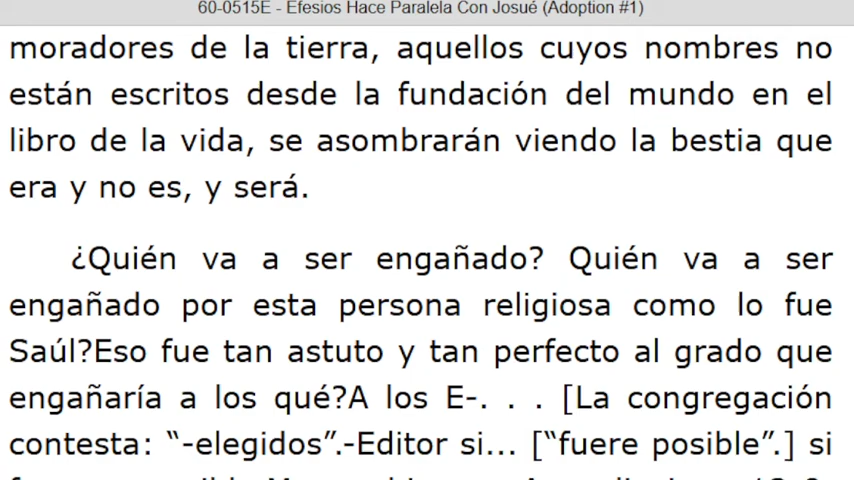 60-0515E - Efesios Hace Paralela Con Josué (Adoption #1)
moradores de la tierra, aquellos cuyos nombres no
están escritos desde la fundación del mundo en el
libro de la vida, se asombrarán viendo la bestia que
era y no es, y será.
¿Quién va a ser engañado? Quién va a ser
engañado por esta persona religiosa como lo fue
Saúl?Eso fue tan astuto y tan perfecto al grado que
engañaría a los qué?A los E-. . . [La congregación
contesta: “-elegidos”.-Editor si... [“fuere posible”.] si